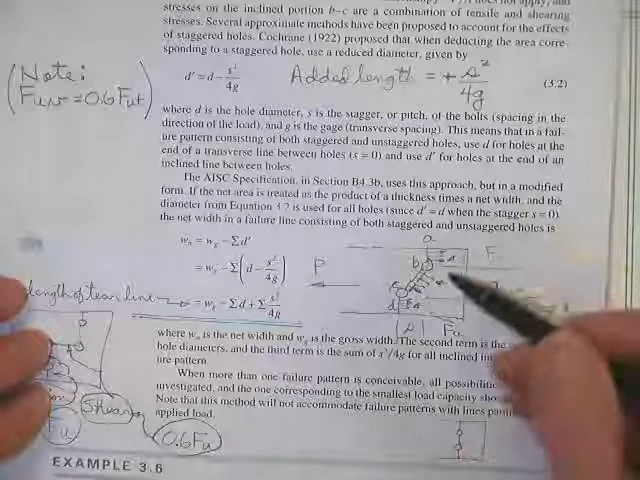 stresses on the inclined portion b–c are a combination of tensile and shearing
stresses. Several approximate methods have been proposed to account for the effects
of staggered holes. Cochrane (1922) proposed that when deducting the area corre-
sponding to a staggered hole, use a reduced diameter, given by
(Note:
Fuv = 0.6 Fut)
d' = d − s²/4g
Added length = + s²/4g
(3.2)
where d is the hole diameter, s is the stagger, or pitch, of the bolts (spacing in the
direction of the load), and g is the gage (transverse spacing). This means that in a fail-
ure pattern consisting of both staggered and unstaggered holes, use d for holes at the
end of a transverse line between holes (s = 0) and use d' for holes at the end of an
inclined line between holes.
The AISC Specification, in Section B4.3b, uses this approach, but in a modified
form. If the net area is treated as the product of a thickness times a net width, and the
diameter from Equation 3.2 is used for all holes (since d' = d when the stagger s = 0),
the net width in a failure line consisting of both staggered and unstaggered holes is
wn = wg − Σd'
= wg − Σ(d − s²/4g)
= wg − Σd + Σ s²/4g
length of tear line
P
a
b
c
d
Fu
where wn is the net width and wg is the gross width. The second term is the
hole diameters, and the third term is the sum of s²/4g for all inclined
ure pattern.
When more than one failure pattern is conceivable, all
investigated, and the one corresponding to the smallest load capacity
Note that this method will not accommodate failure patterns with lines
applied load.
Shear
Fu
0.6Fu
EXAMPLE 3.6